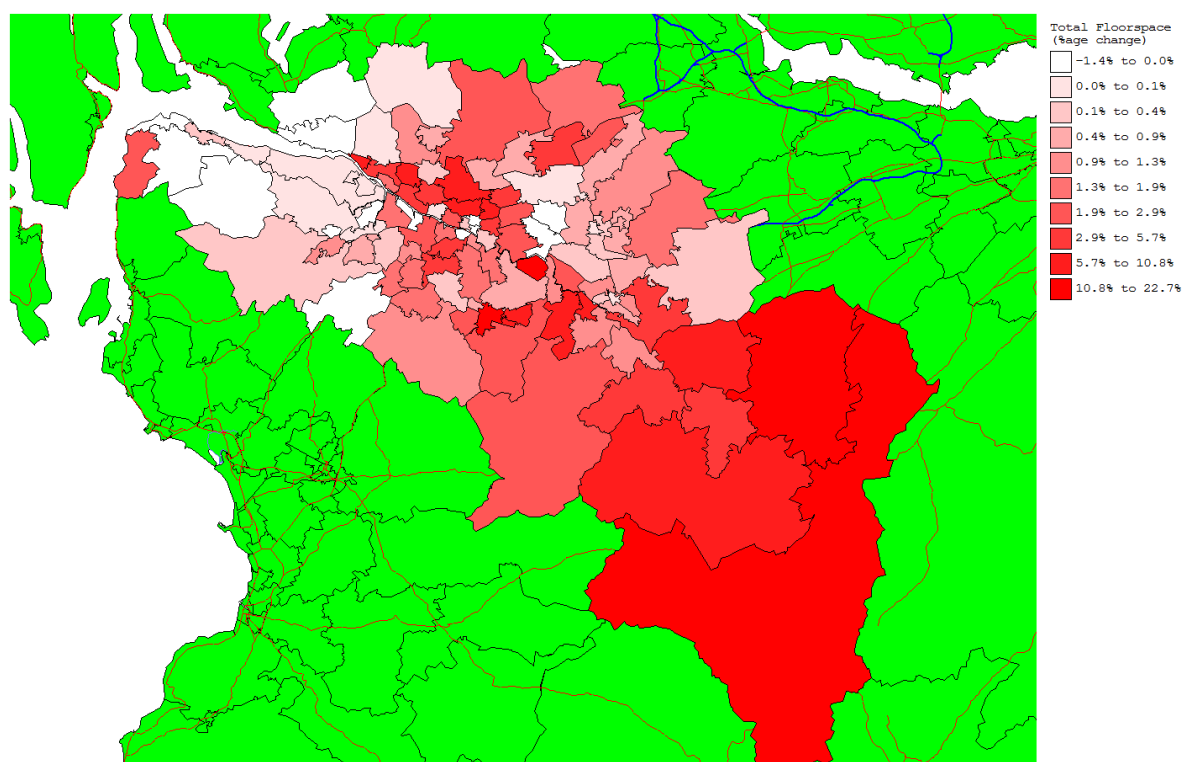 Total Floorspace
(%age change)
-1.4% to 0.0%
0.0% to 0.1%
0.1% to 0.4%
0.4% to 0.9%
0.9% to 1.3%
1.3% to 1.9%
1.9% to 2.9%
2.9% to 5.7%
5.7% to 10.8%
10.8% to 22.7%